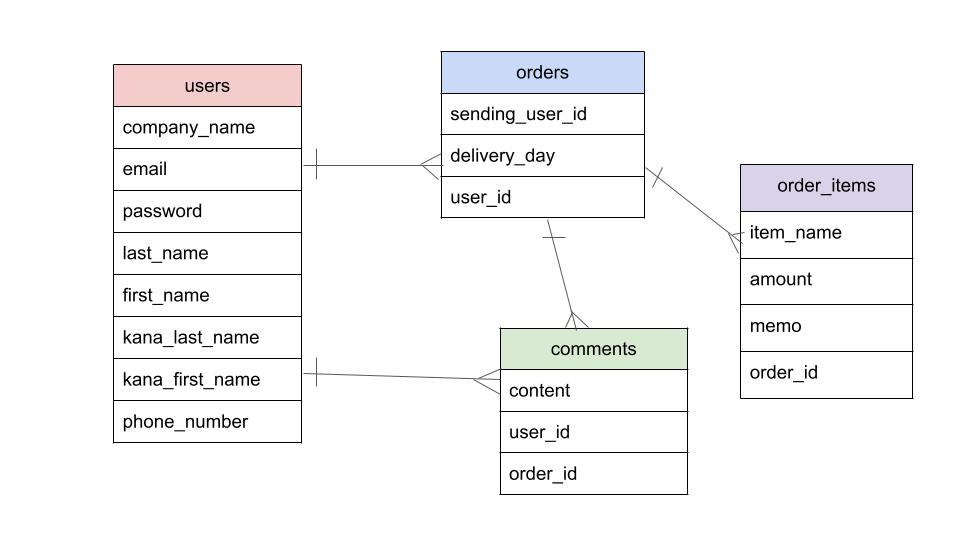 users
company_name
email
password
last_name
first_name
kana_last_name
kana_first_name
phone_number
orders
sending_user_id
delivery_day
user_id
order_items
item_name
amount
memo
order_id
comments
content
user_id
order_id